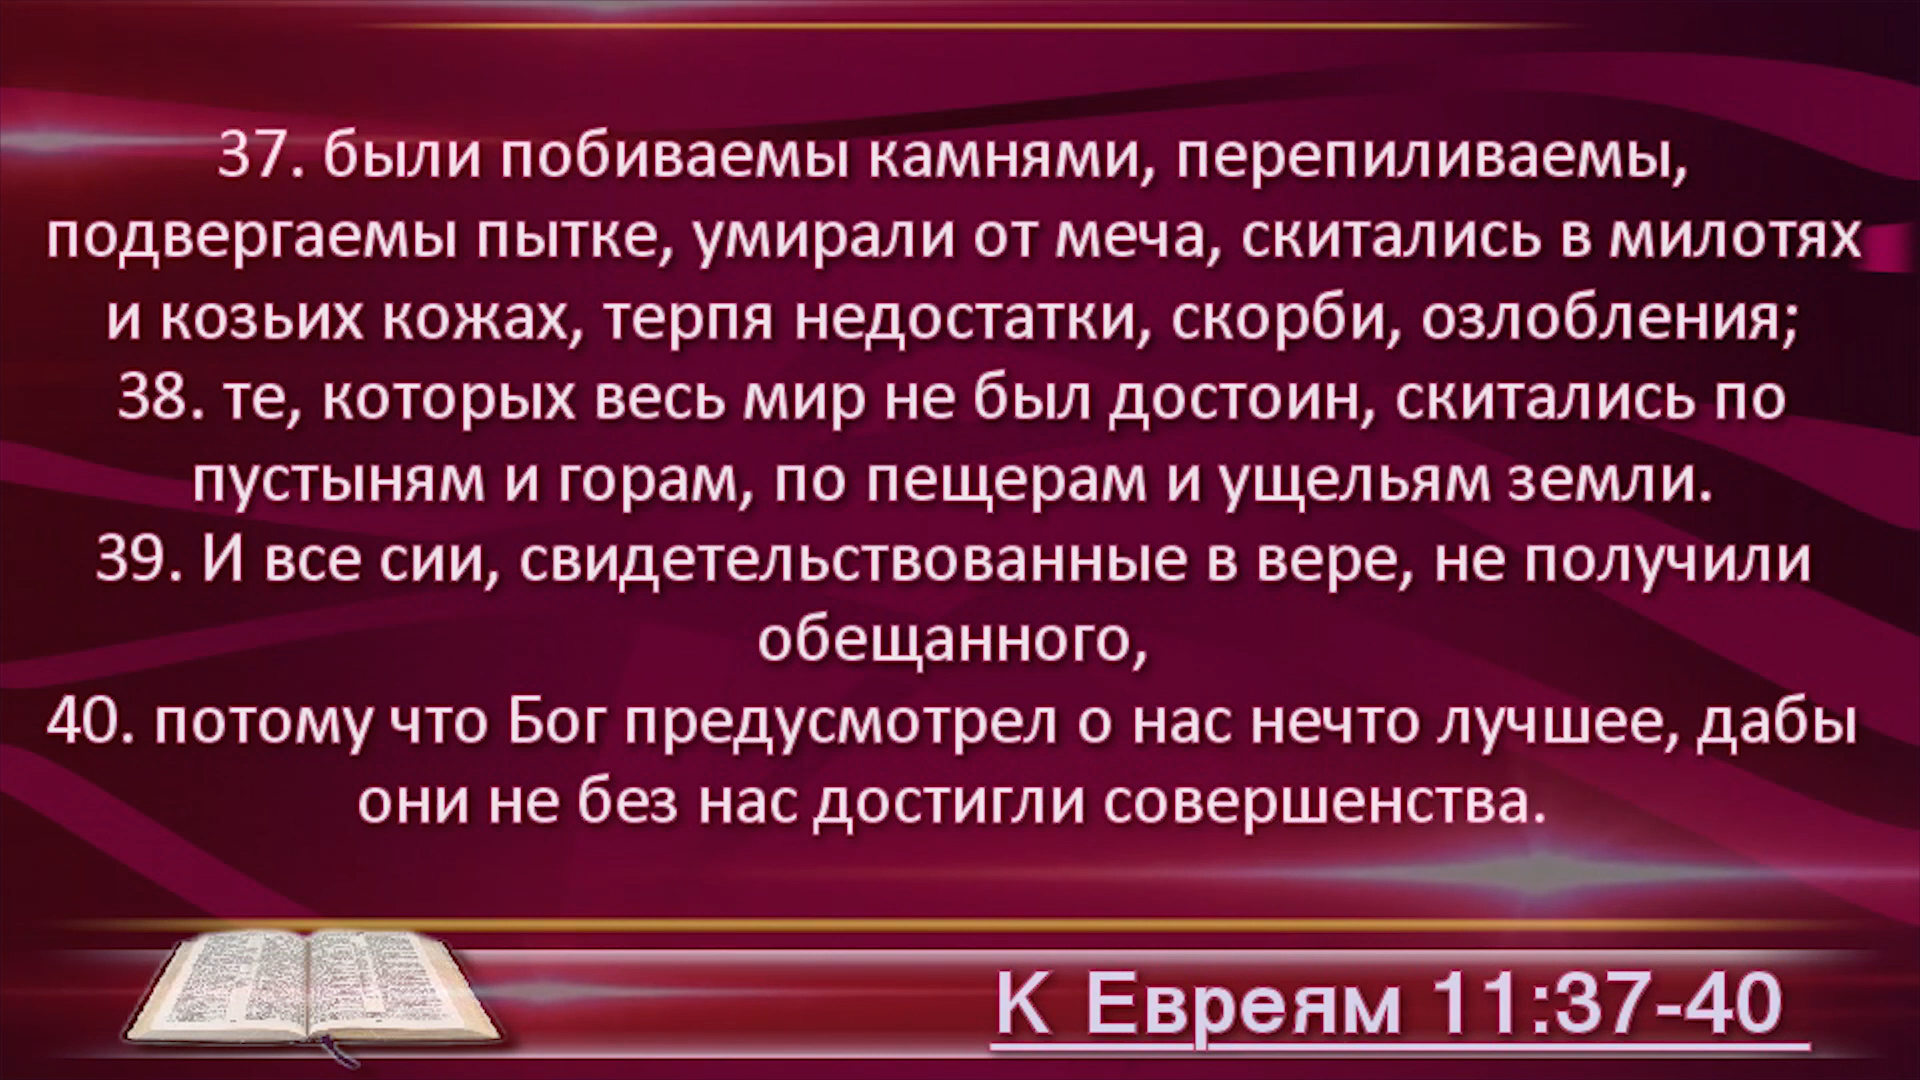 37. были побиваемы камнями, перепиливаемы,
подвергаемы пытке, умирали от меча, скитались в милотях
и козьих кожах, терпя недостатки, скорби, озлобления;
38. те, которых весь мир не был достоин, скитались по
пустыням и горам, по пещерам и ущельям земли.
39. И все сии, свидетельствованные в вере, не получили
обещанного,
40. потому что Бог предусмотрел о нас нечто лучшее, дабы
они не без нас достигли совершенства.
К Евреям 11:37-40